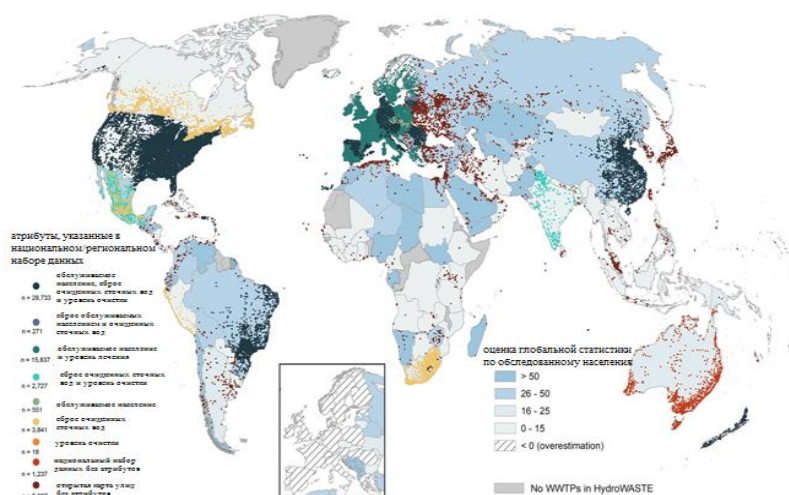 атрибуты, указанные в
национальном/региональном
наборе данных
обслуживаемое
население, сброс
очищенных сточных вод
и уровень очистки
n = 28,733
сброс обслуживаемых
населением и очищенных
сточных вод
n = 271
обслуживаемое население
и уровень лечения
n = 15,837
сброс очищенных сточных
вод и уровень очистки
n = 2,727
обслуживаемое население
n = 551
сброс очищенных
сточных вод
n = 3,841
уровень очистки
n = 18
национальный набор
данных без атрибутов
n = 1,237
открытая карта улиц
без атрибутов
оценка глобальной статистики
по обследованному населения
> 50
26 - 50
16 - 25
0 - 15
< 0 (overestimation)
No WWTPs in HydroWASTE